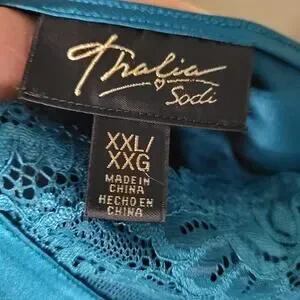 Thalia
Sodi
XXL/
XXG
MADE IN
CHINA
HECHO EN
CHINA